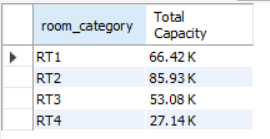 room_category Total Capacity
RT1 66.42 K
RT2 85.93 K
RT3 53.08 K
RT4 27.14 K